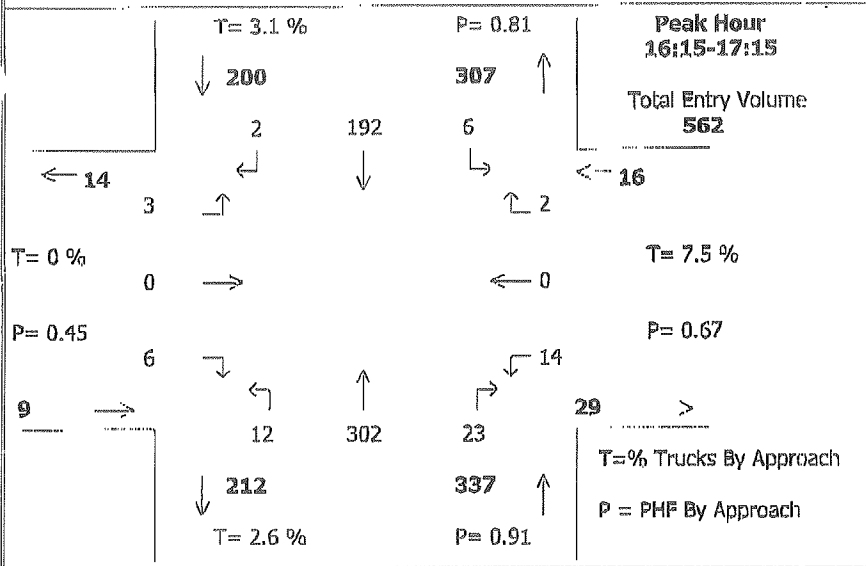 T= 3.1 %
P= 0.81
Peak Hour
16:15-17:15
200
307
Total Entry Volume
562
2 192 6
14
16
3
2
T= 0 %
T= 7.5 %
0
0
P= 0.45
P= 0.67
6
14
9
29
12 302 23
T=% Trucks By Approach
212
337
P = PHF By Approach
T= 2.6 %
P= 0.91